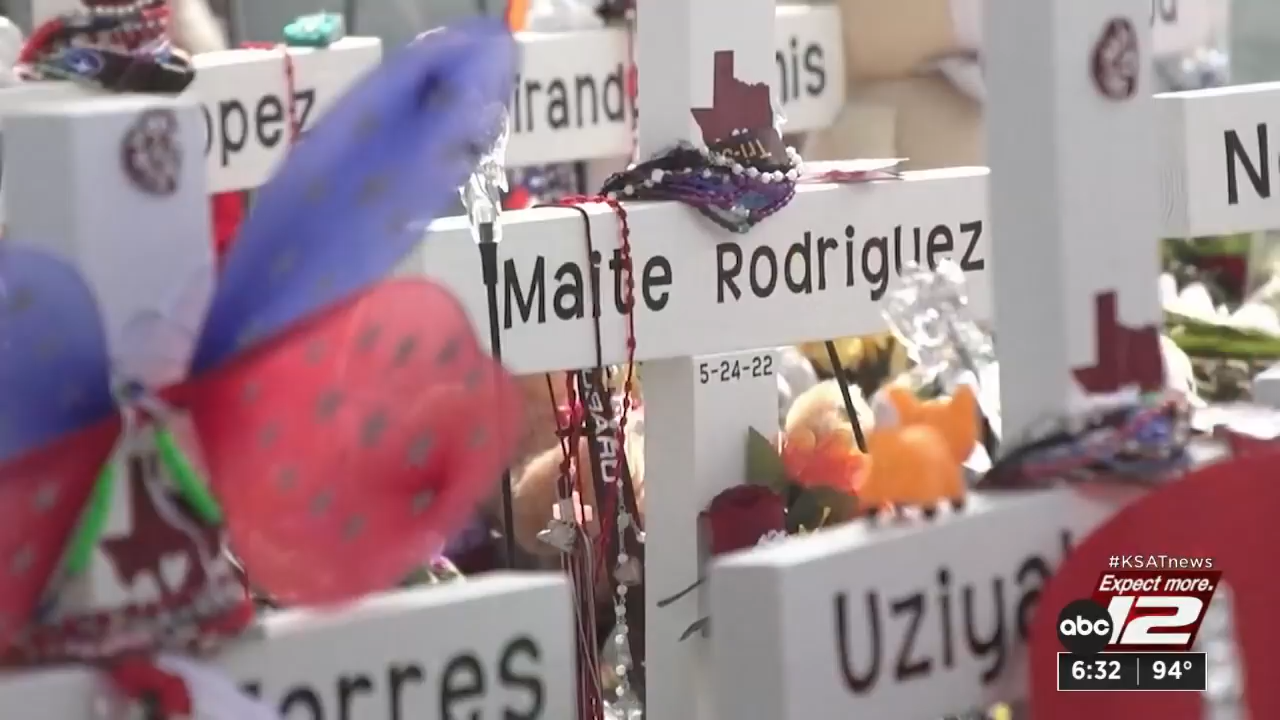 opez
irand
nis
Maite Rodriguez
5-24-22
orres
Uziya
N
#KSATnews
Expect more.
abc 12
6:32 94°